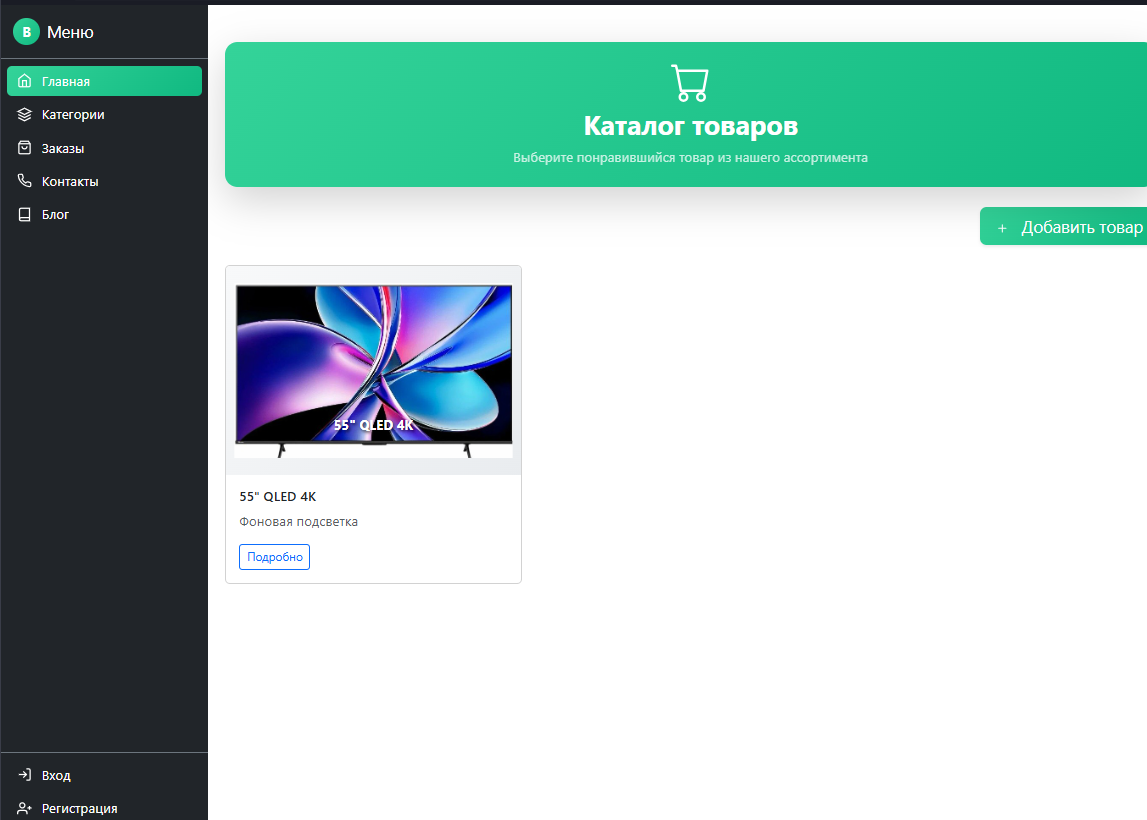 B Меню
Главная
Категории
Заказы
Контакты
Блог
Каталог товаров
Выберите понравившийся товар из нашего ассортимента
+ Добавить товар
55" QLED 4K
55" QLED 4K
Фоновая подсветка
Подробно
Вход
Регистрация